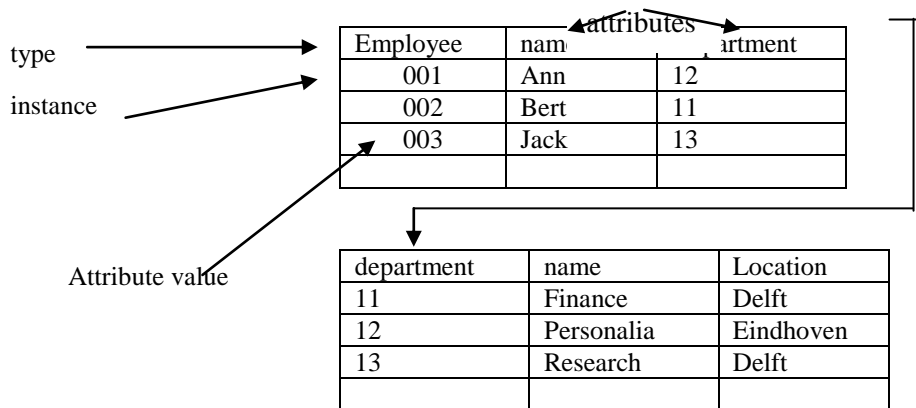 attributes
type
Employee name department
001 Ann 12
instance
002 Bert 11
003 Jack 13
Attribute value
department name Location
11 Finance Delft
12 Personalia Eindhoven
13 Research Delft